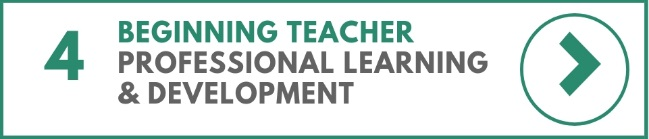 4
BEGINNING TEACHER
PROFESSIONAL LEARNING
& DEVELOPMENT